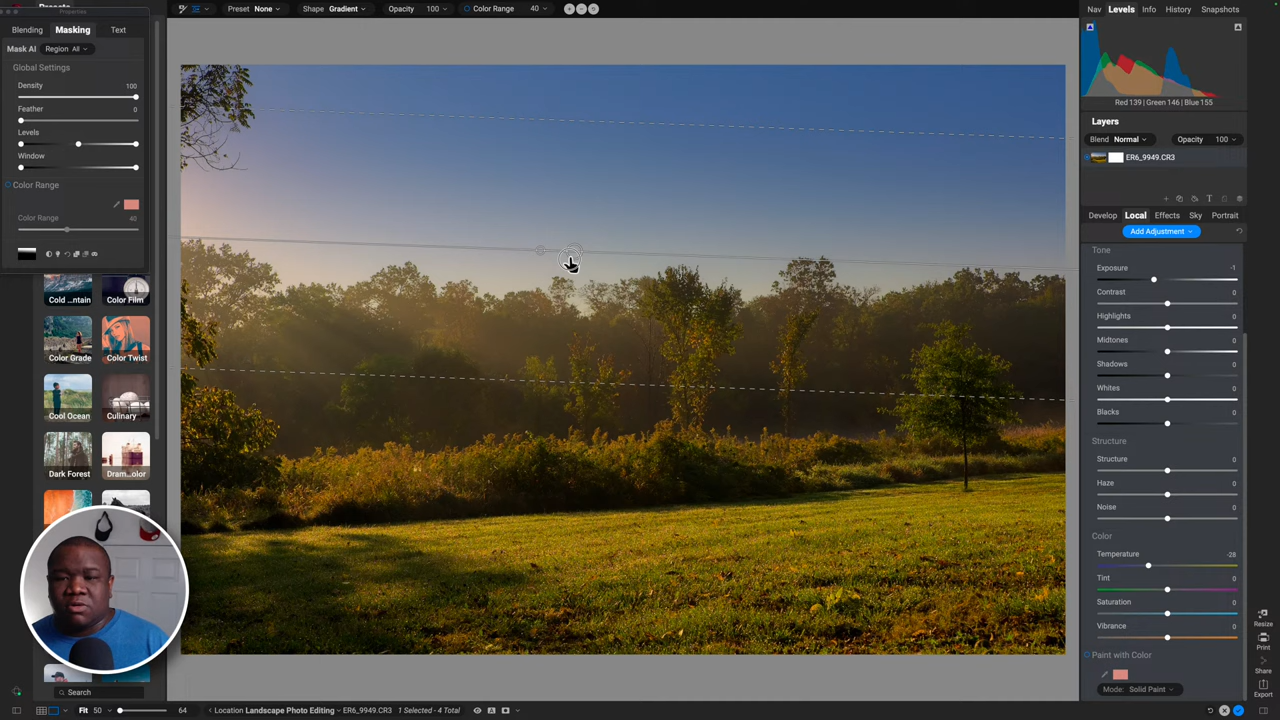 Preset None Shape Gradient Opacity 100 Color Range 40
Properties
Blending Masking Text
Mask AI Region All
Global Settings
Density 100
Feather 0
Levels
Window
Color Range
Color Range 40
Cold ...ntain Color Film
Color Grade Color Twist
Cool Ocean Culinary
Dark Forest Dram...olor
Search
Fit 50 64
Location Landscape Photo Editing ER6_9949.CR3 1 Selected - 4 Total
Nav Levels Info History Snapshots
Red 139 | Green 146 | Blue 155
Layers
Blend Normal Opacity 100
ER6_9949.CR3
Develop Local Effects Sky Portrait
Add Adjustment
Tone
Exposure -1
Contrast 0
Highlights 0
Midtones 0
Shadows 0
Whites 0
Blacks 0
Structure
Structure 0
Haze 0
Noise 0
Color
Temperature -28
Tint 0
Saturation 0
Vibrance 0
Paint with Color
Mode: Solid Paint
Resize
Print
Share
Export